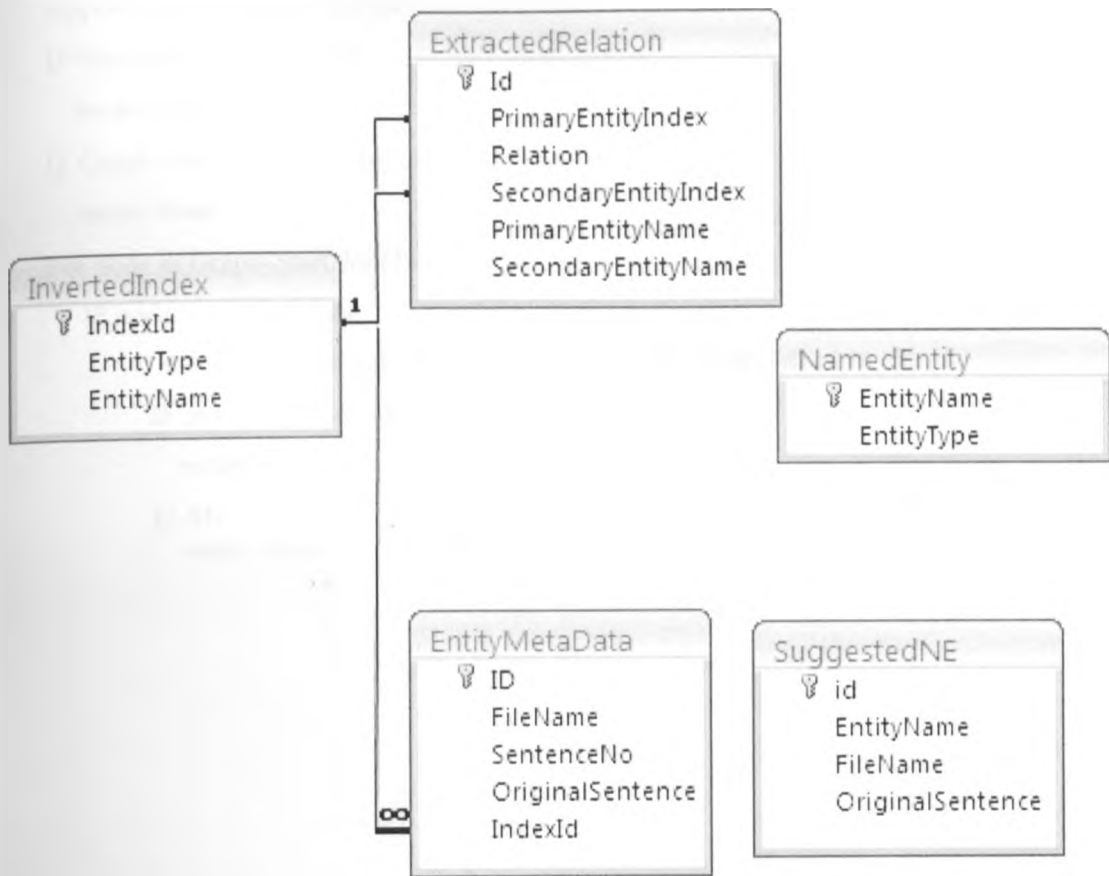 ExtractedRelation
Id
PrimaryEntityIndex
Relation
SecondaryEntityIndex
PrimaryEntityName
SecondaryEntityName
InvertedIndex
IndexId
EntityType
EntityName
1
NamedEntity
EntityName
EntityType
EntityMetaData
ID
FileName
SentenceNo
OriginalSentence
IndexId
∞
SuggestedNE
id
EntityName
FileName
OriginalSentence